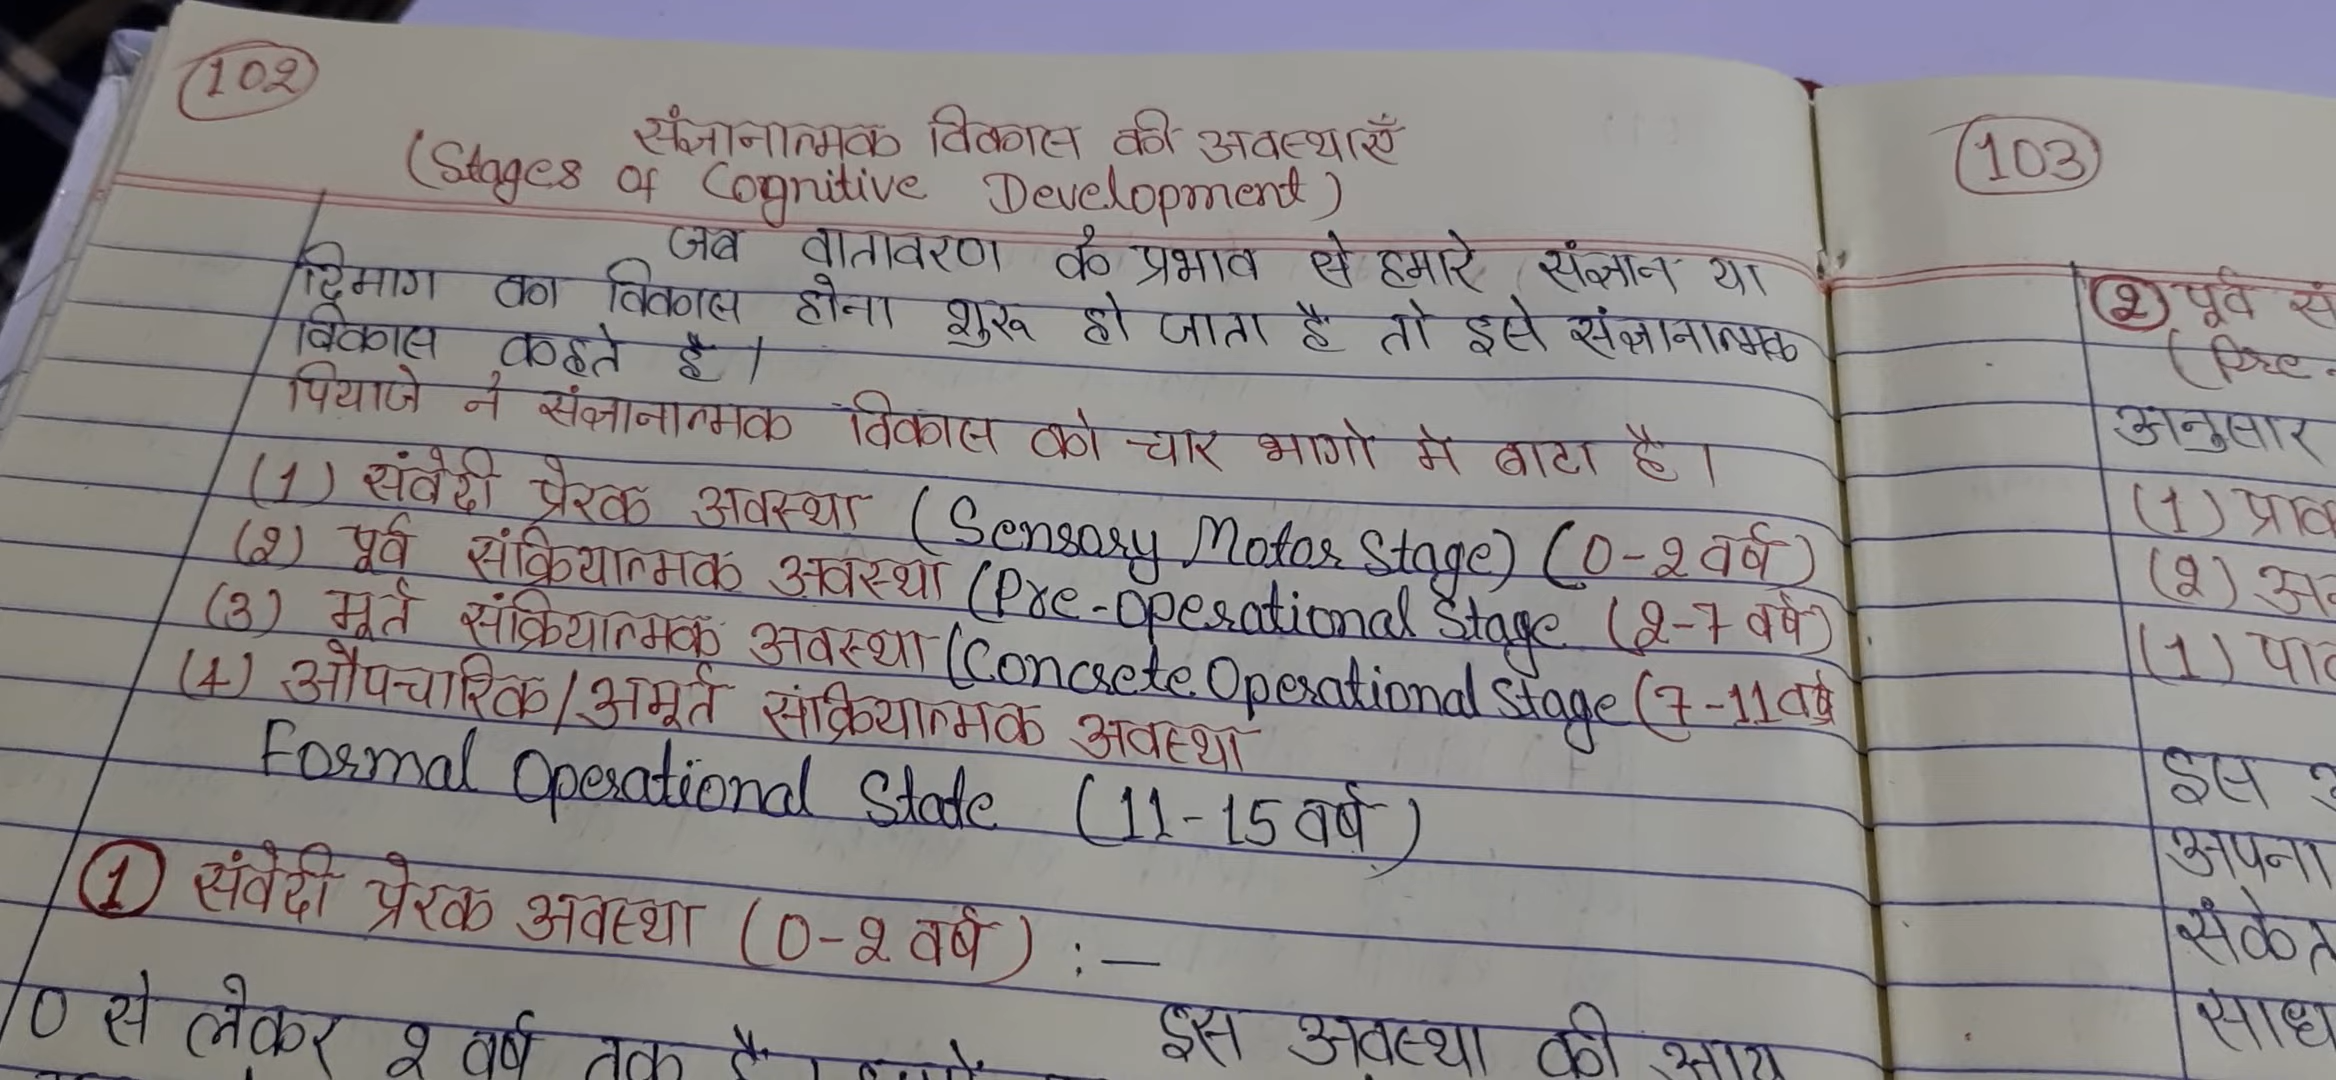 102
संज्ञानात्मक विकास की अवस्थाएँ
(Stages of Cognitive Development)
जब वातावरण के प्रभाव से हमारे संज्ञान या
दिमाग का विकास होना शुरू हो जाता है तो इसे संज्ञानात्मक
विकास कहते है।
पियाजे ने संज्ञानात्मक विकास को चार भागो मे बाटा है।
(1) संवेदी प्रेरक अवस्था (Sensory Motor Stage) (0-2 वर्ष)
(2) पूर्व संक्रियात्मक अवस्था (Pre-Operational Stage (2-7 वर्ष)
(3) मूर्त संक्रियात्मक अवस्था (Concrete Operational Stage (7-11 वर्ष
(4) औपचारिक/अमूर्त संक्रियात्मक अवस्था
Formal Operational State (11-15 वर्ष)
① संवेदी प्रेरक अवस्था (0-2 वर्ष) :—
इस अवस्था की
0 से लेकर 2 वर्ष तक है।
103
② पूर्व
अनुसार
(1)
(2)
(1)
इस
अपना